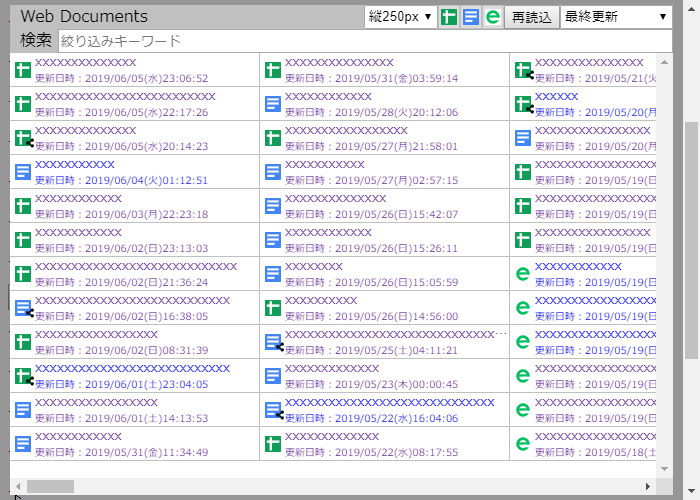 Web Documents
縦250px
再読込
最終更新
検索
絞り込みキーワード
XXXXXXXXXXXXXX
更新日時：2019/06/05(水)23:06:52
XXXXXXXXXXXXXXXXXXXXXXXXX
更新日時：2019/06/05(水)22:17:26
XXXXXXXXXXXXXX
更新日時：2019/06/05(水)20:14:23
XXXXXXXXXXX
更新日時：2019/06/04(火)01:12:51
XXXXXXXXXXXX
更新日時：2019/06/03(月)22:23:18
XXXXXXXXXXXX
更新日時：2019/06/02(日)23:13:03
XXXXXXXXXXXXXXXXXXXXXXXXXXXX
更新日時：2019/06/02(日)21:36:24
XXXXXXXXXXXXXXXXXXXXXXXXXXX
更新日時：2019/06/02(日)16:38:05
XXXXXXXXXXXXXXXXX
更新日時：2019/06/02(日)08:31:39
XXXXXXXXXXXXXXXXXXXXXXXXXXX
更新日時：2019/06/01(土)23:04:05
XXXXXXXXXXXXXXXXX
更新日時：2019/06/01(土)14:13:53
XXXXXXXXXXXX
更新日時：2019/05/31(金)11:34:49
XXXXXXXXXXXXXXX
更新日時：2019/05/31(金)03:59:14
XXXXXXXXXXX
更新日時：2019/05/28(火)20:12:06
XXXXXXXXXXXXXXXXX
更新日時：2019/05/27(月)21:58:01
XXXXXXXXXXX
更新日時：2019/05/27(月)02:57:15
XXXXXXXXXXXXXX
更新日時：2019/05/26(日)15:42:07
XXXXXXXXXXXX
更新日時：2019/05/26(日)15:26:11
XXXXXXXX
更新日時：2019/05/26(日)15:05:59
XXXXXXXXXX
更新日時：2019/05/26(日)14:56:00
XXXXXXXXXXXXXXXXXXXXXXXXXXXXX…
更新日時：2019/05/25(土)04:11:21
XXXXXXXXXXXXX
更新日時：2019/05/23(木)00:00:45
XXXXXXXXXXXXXXXXXXXXXXXXXXXXX
更新日時：2019/05/22(水)16:04:06
XXXXXXXXXXXXX
更新日時：2019/05/22(水)08:17:55
XXXXXXXXXXXXXXX
更新日時：2019/05/21(火
XXXXXX
更新日時：2019/05/20(月
XXXXXXXXXXXXXXXX
更新日時：2019/05/20(月
XXXXXXXXXXXXXXXXX
更新日時：2019/05/19(日
XXXXXXXXXXXXXXXXX
更新日時：2019/05/19(日
XXXXXXXXXXXXXXXX
更新日時：2019/05/19(日
XXXXXXXXXXXX
更新日時：2019/05/19(日
XXXXXXXXXXXXXXXXX
更新日時：2019/05/19(日
XXXXXXXXXXXXXXXXX
更新日時：2019/05/19(日
XXXXXXXXXXXXXXXXX
更新日時：2019/05/19(日
XXXXXXXXXXXXXXXXX
更新日時：2019/05/19(日
XXXXXXXXXXXXXXXXX
更新日時：2019/05/18(土